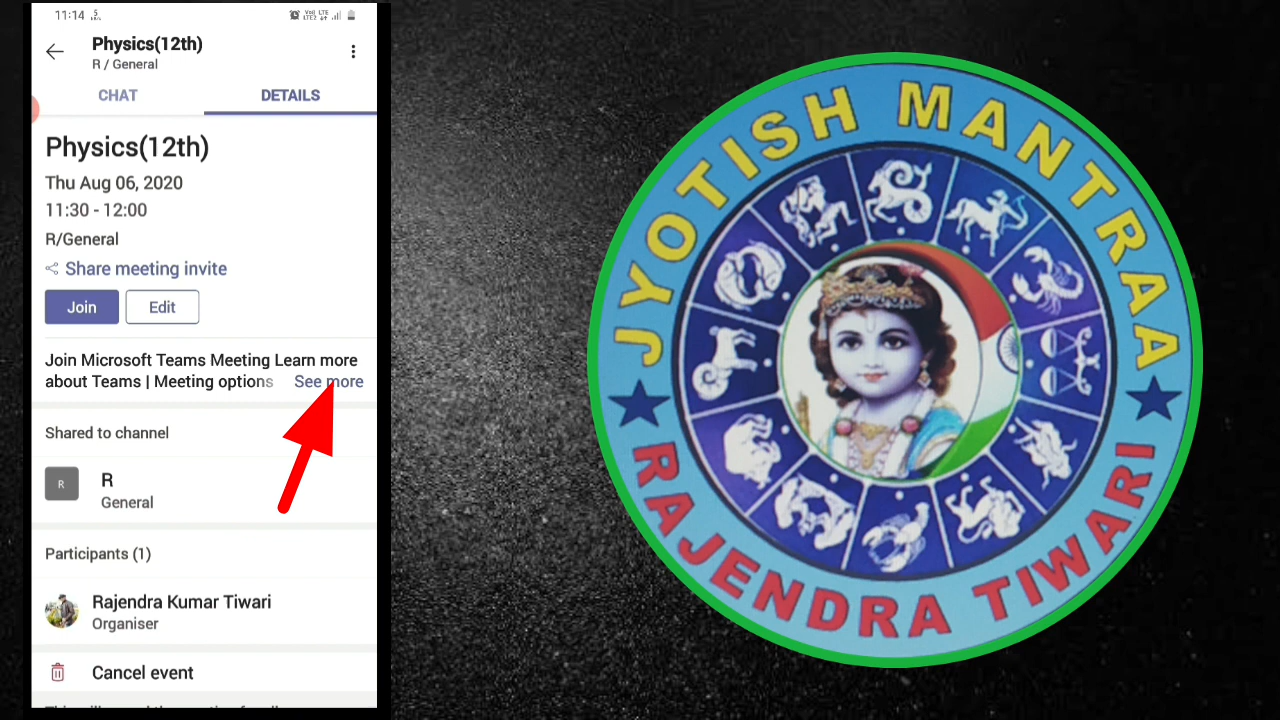 11:14
Physics(12th)
R / General
CHAT DETAILS
Physics(12th)
Thu Aug 06, 2020
11:30 - 12:00
R/General
Share meeting invite
Join Edit
Join Microsoft Teams Meeting Learn more
about Teams | Meeting options See more
Shared to channel
R R
General
Participants (1)
Rajendra Kumar Tiwari
Organiser
Cancel event
JYOTISH MANTRAA
RAJENDRA TIWARI